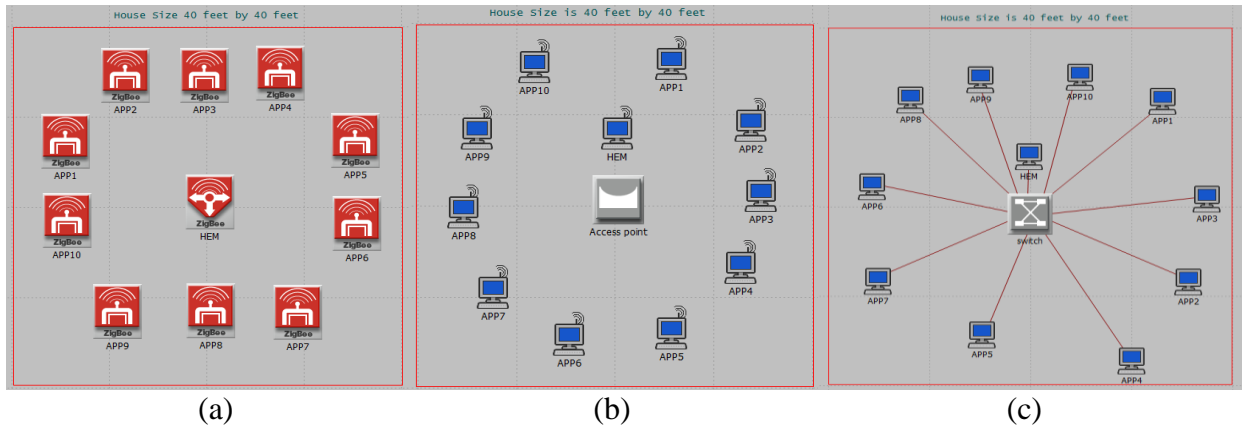 House Size 40 feet by 40 feet
ZigBee
APP2
ZigBee
APP3
ZigBee
APP4
ZigBee
APP1
ZigBee
APP5
ZigBee
APP10
ZigBee
HEM
ZigBee
APP6
ZigBee
APP9
ZigBee
APP8
ZigBee
APP7
(a)
House Size is 40 feet by 40 feet
APP10
APP1
APP9
HEM
APP2
APP8
Access point
APP3
APP7
APP4
APP6
APP5
(b)
House Size is 40 feet by 40 feet
APP9
APP10
APP8
APP1
HEM
APP6
APP3
switch
APP7
APP2
APP5
APP4
(c)